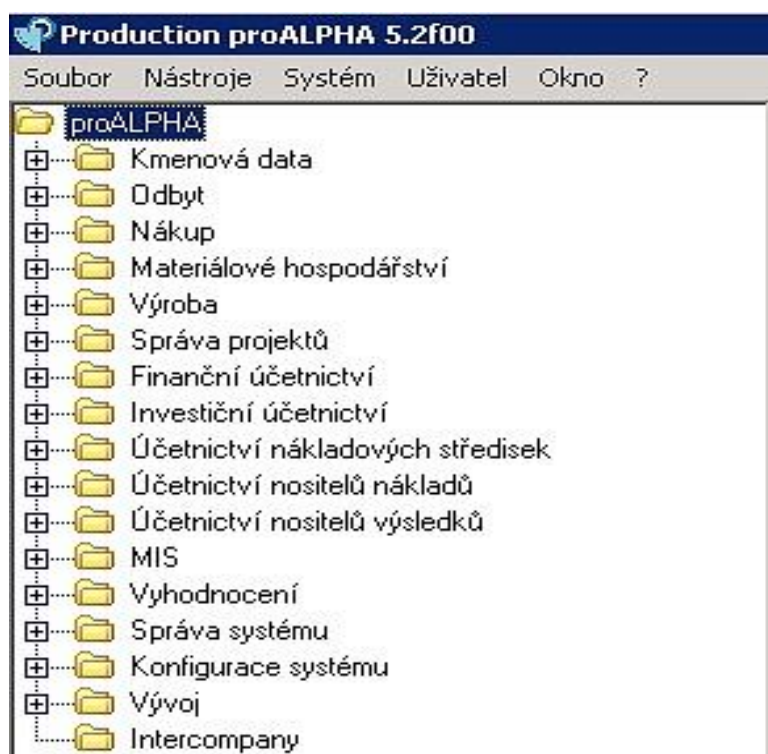 Production proALPHA 5.2f00
Soubor Nástroje Systém Uživatel Okno ?
proALPHA
Kmenová data
Odbyt
Nákup
Materiálové hospodářství
Výroba
Správa projektů
Finanční účetnictví
Investiční účetnictví
Účetnictví nákladových středisek
Účetnictví nositelů nákladů
Účetnictví nositelů výsledků
MIS
Vyhodnocení
Správa systému
Konfigurace systému
Vývoj
Intercompany